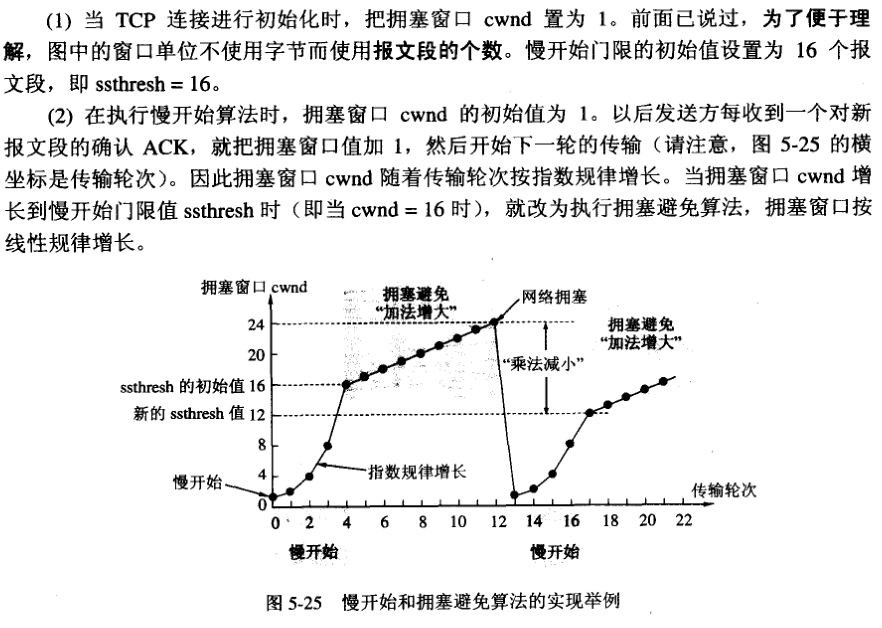 (1) 当 TCP 连接进行初始化时，把拥塞窗口 cwnd 置为 1。前面已说过，为了便于理
解，图中的窗口单位不使用字节而使用报文段的个数。慢开始门限的初始值设置为 16 个报
文段，即 ssthresh = 16。
(2) 在执行慢开始算法时，拥塞窗口 cwnd 的初始值为 1。以后发送方每收到一个对新
报文段的确认 ACK，就把拥塞窗口值加 1，然后开始下一轮的传输（请注意，图 5-25 的横
坐标是传输轮次）。因此拥塞窗口 cwnd 随着传输轮次按指数规律增长。当拥塞窗口 cwnd 增
长到慢开始门限值 ssthresh 时（即当 cwnd = 16 时），就改为执行拥塞避免算法，拥塞窗口按
线性规律增长。
拥塞窗口 cwnd
拥塞避免
“加法增大”
网络拥塞
拥塞避免
“加法增大”
24
20
“乘法减小”
ssthresh 的初始值 16
新的 ssthresh 值 12
8
4
指数规律增长
慢开始
0
传输轮次
0 2 4 6 8 10 12 14 16 18 20 22
慢开始
慢开始
图 5-25 慢开始和拥塞避免算法的实现举例